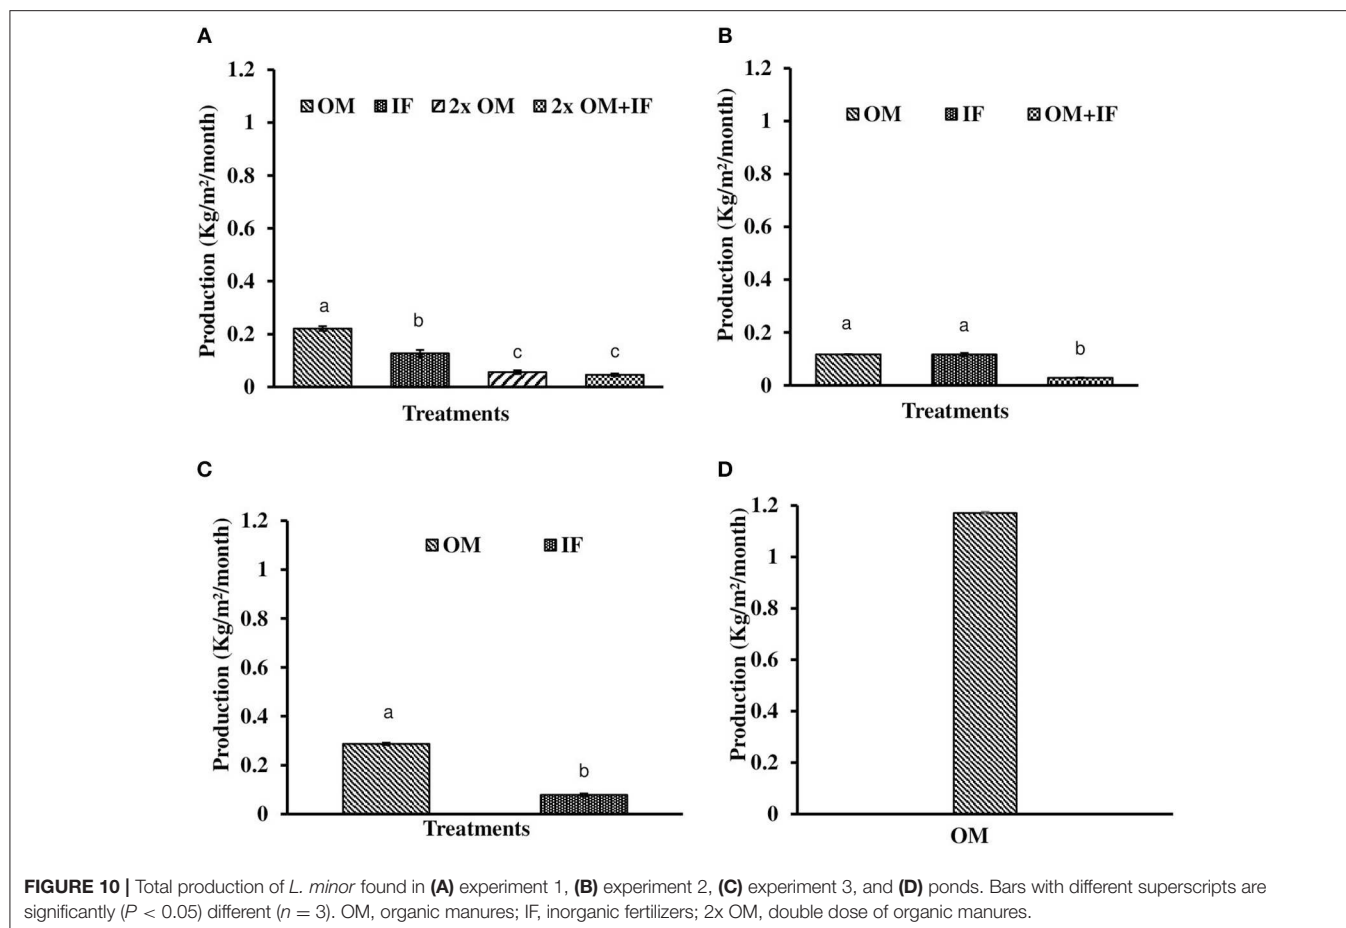 A
1.2
OM IF 2x OM 2x OM+IF
1
0.8
0.6
0.4
0.2
0
Production (Kg/m²/month)
a
b
c
c
Treatments
B
1.2
OM IF OM+IF
1
0.8
0.6
0.4
0.2
0
Production (Kg/m²/month)
a
a
b
Treatments
C
1.2
OM IF
1
0.8
0.6
0.4
0.2
0
Production (Kg/m²/month)
a
b
Treatments
D
1.2
1
0.8
0.6
0.4
0.2
0
Production (Kg/m²/month)
OM
FIGURE 10 | Total production of L. minor found in (A) experiment 1, (B) experiment 2, (C) experiment 3, and (D) ponds. Bars with different superscripts are
significantly (P < 0.05) different (n = 3). OM, organic manures; IF, inorganic fertilizers; 2x OM, double dose of organic manures.